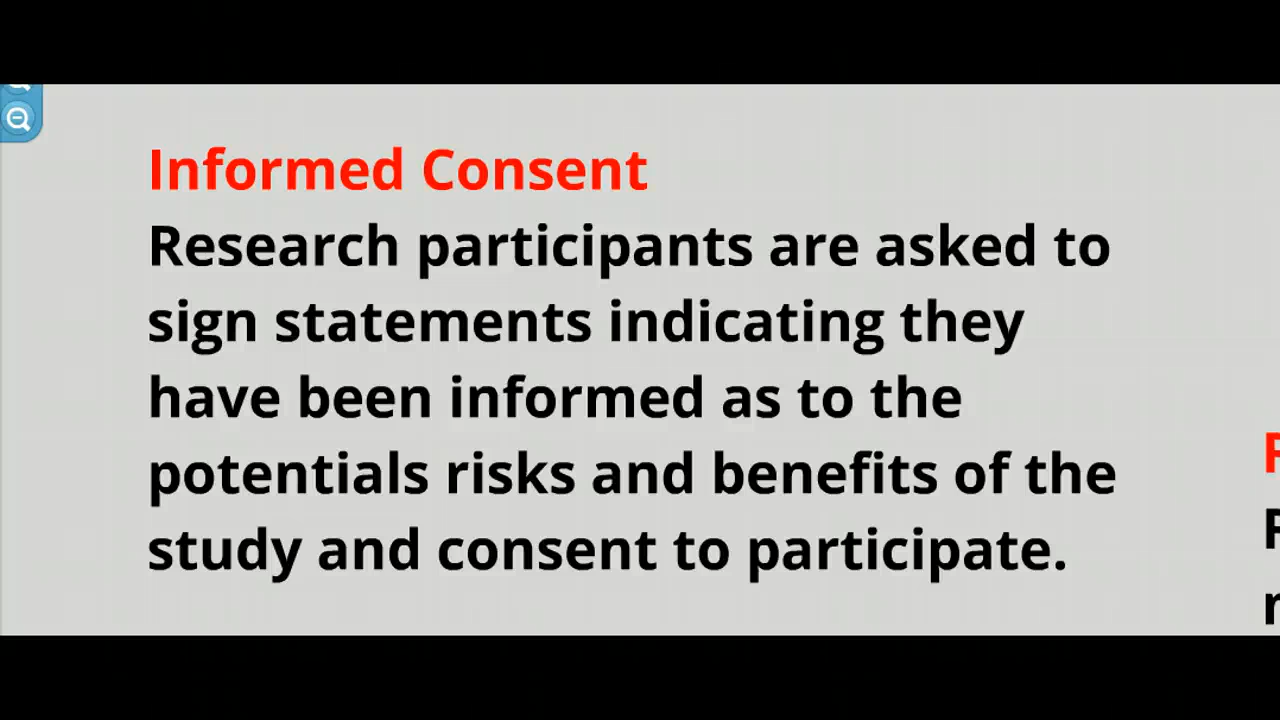 Informed Consent
Research participants are asked to
sign statements indicating they
have been informed as to the
potentials risks and benefits of the
study and consent to participate.